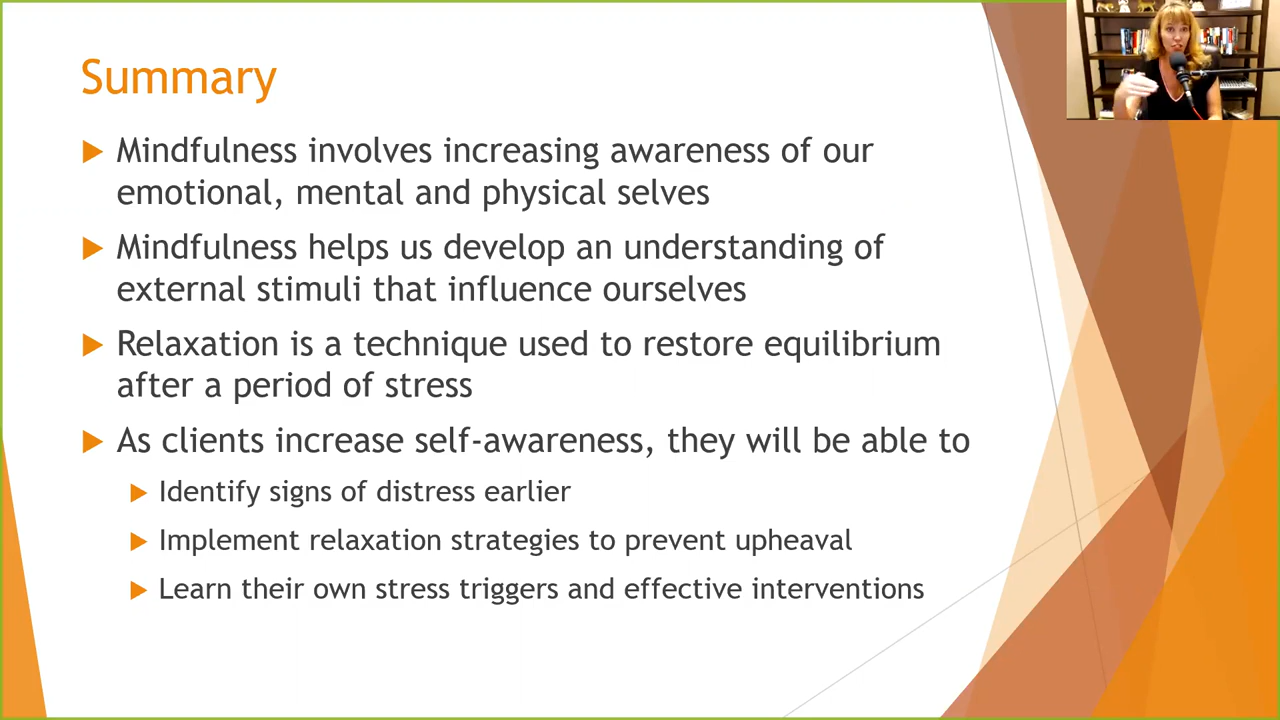 Summary
Mindfulness involves increasing awareness of our
emotional, mental and physical selves
Mindfulness helps us develop an understanding of
external stimuli that influence ourselves
Relaxation is a technique used to restore equilibrium
after a period of stress
As clients increase self-awareness, they will be able to
Identify signs of distress earlier
Implement relaxation strategies to prevent upheaval
Learn their own stress triggers and effective interventions